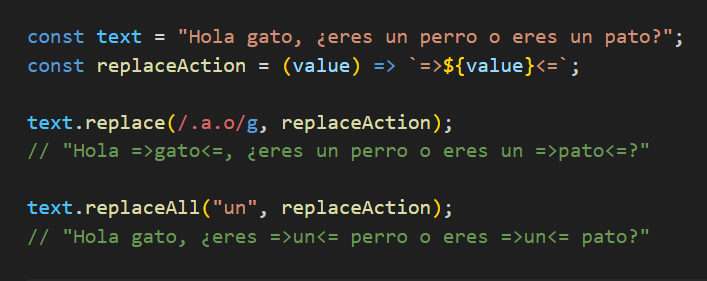 const text = "Hola gato, ¿eres un perro o eres un pato?";
const replaceAction = (value) => `=>${value}<=`;
text.replace(/.a.o/g, replaceAction);
// "Hola =>gato<=, ¿eres un perro o eres un =>pato<=?"
text.replaceAll("un", replaceAction);
// "Hola gato, ¿eres =>un<= perro o eres =>un<= pato?"